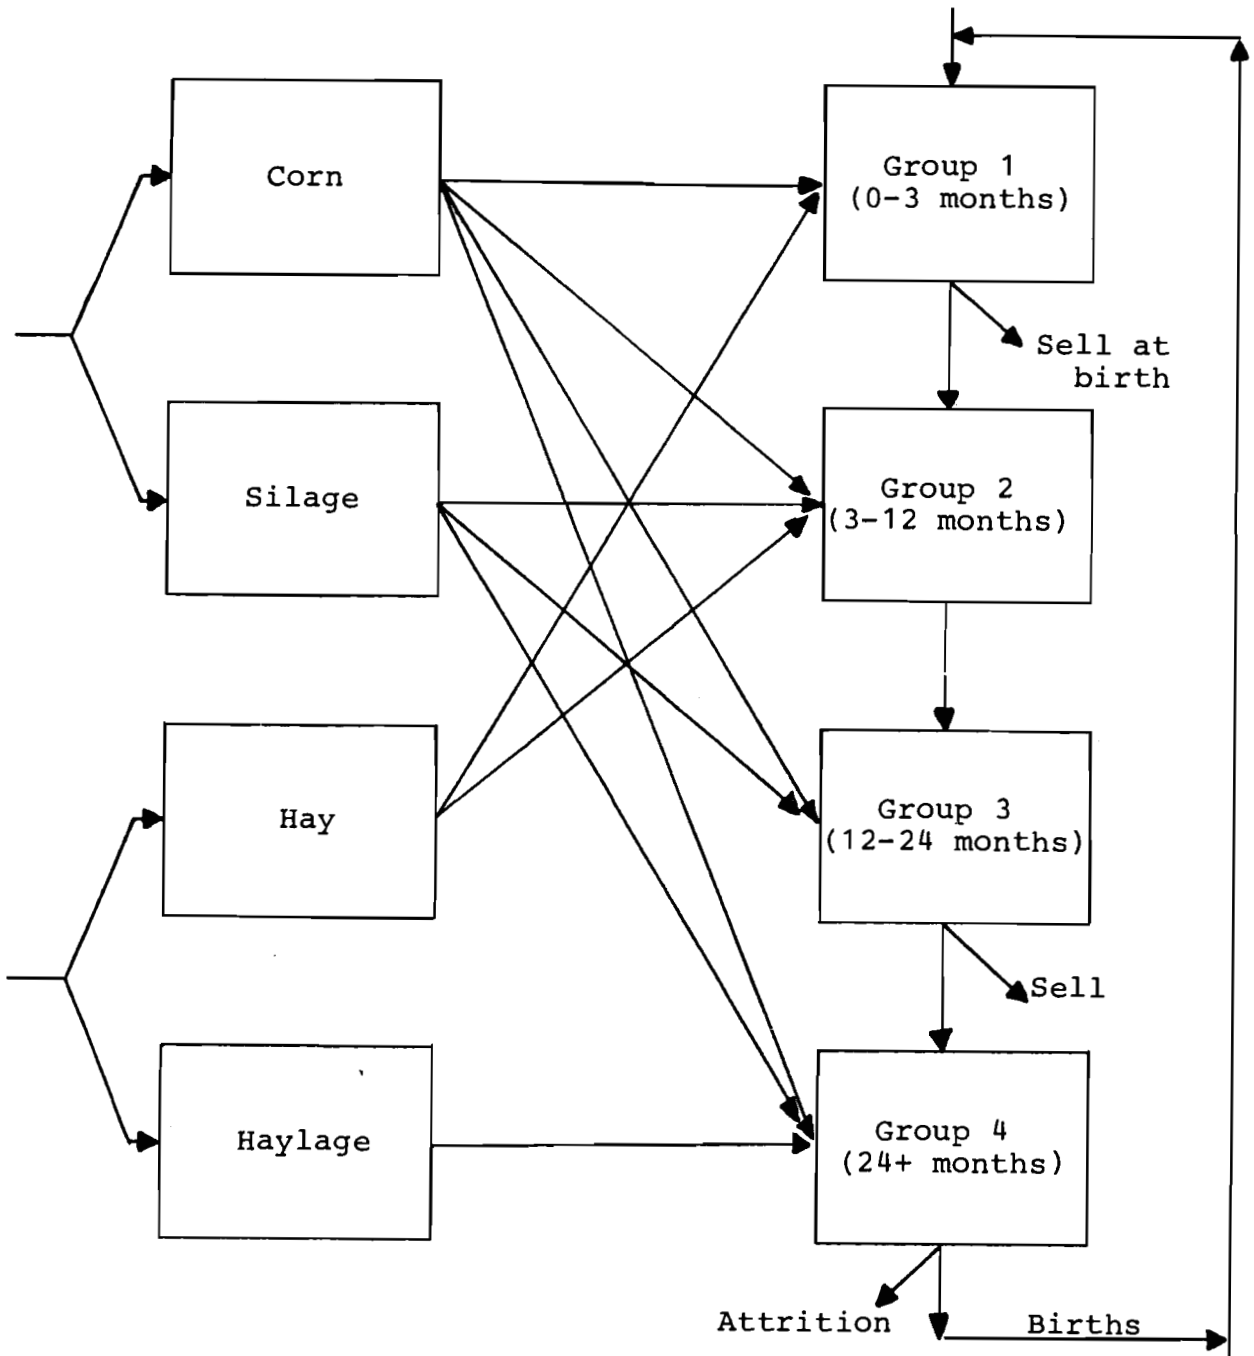 Corn
Silage
Hay
Haylage
Group 1
(0-3 months)
Sell at
birth
Group 2
(3-12 months)
Group 3
(12-24 months)
Sell
Group 4
(24+ months)
Attrition
Births